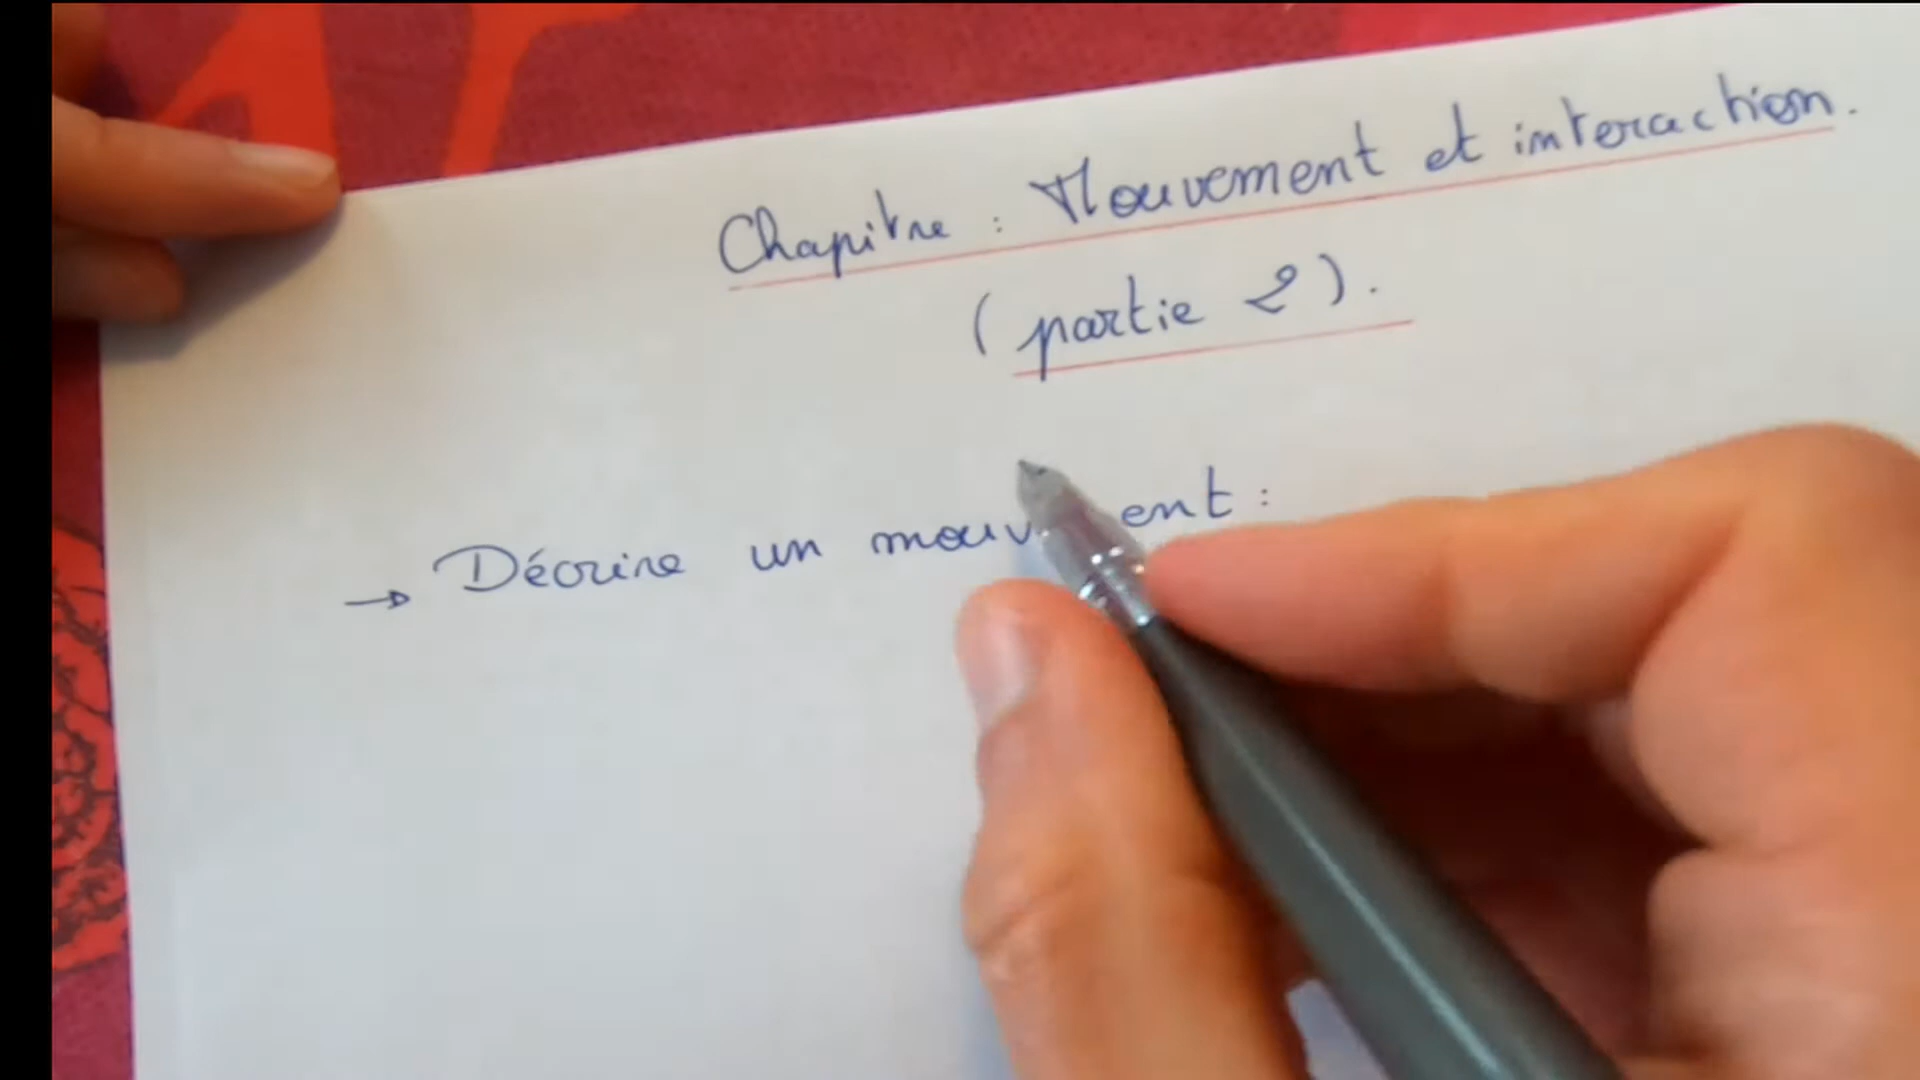 Chapitre : Mouvement et interaction.
(partie 2).
→ Décrire un mouv ent :